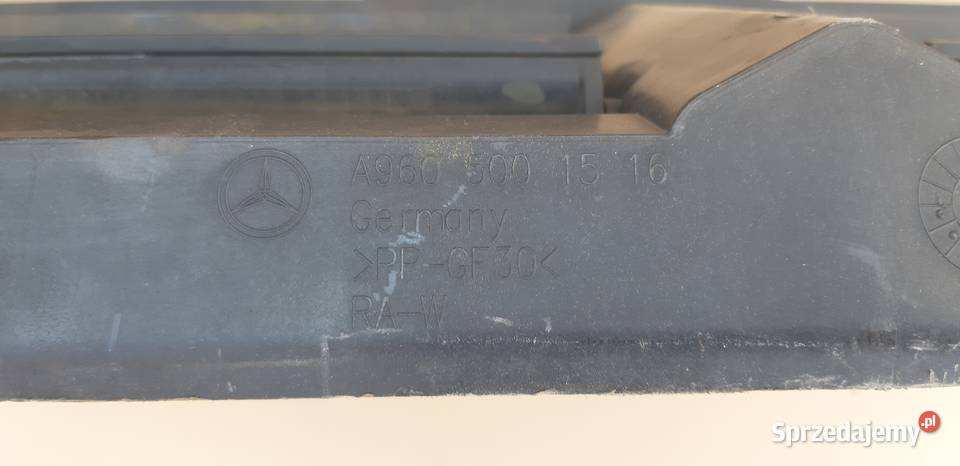 A960 500 15 16
Germany
>PP-GF30<
RA-W
Sprzedajemy.pl